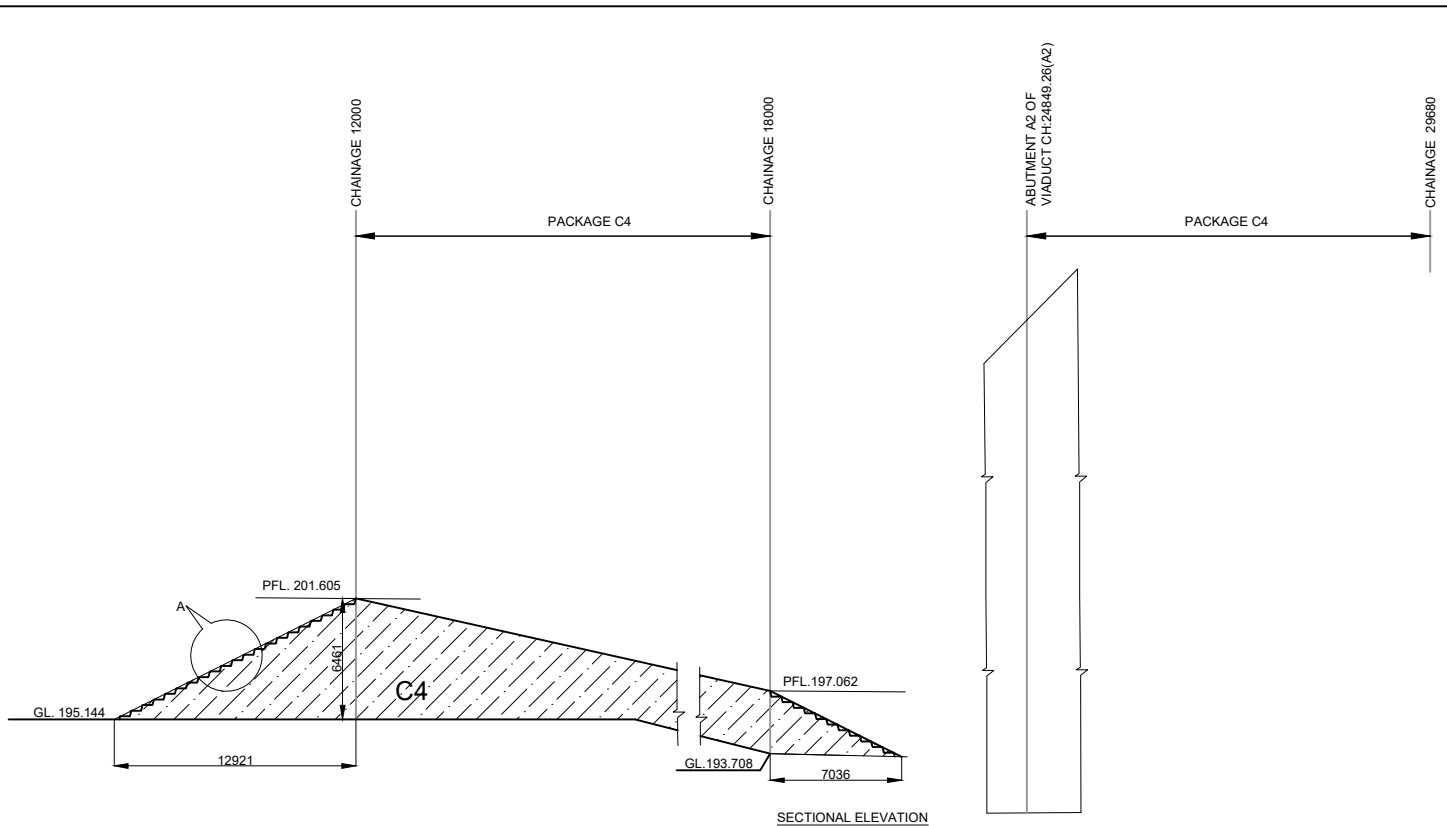 CHAINAGE 12000
CHAINAGE 18000
ABUTMENT A2 OF
VIADUCT CH:24849.26(A2)
CHAINAGE 29680
PACKAGE C4
PACKAGE C4
PFL. 201.605
A
6461
C4
PFL.197.062
GL. 195.144
12921
GL.193.708
7036
SECTIONAL ELEVATION